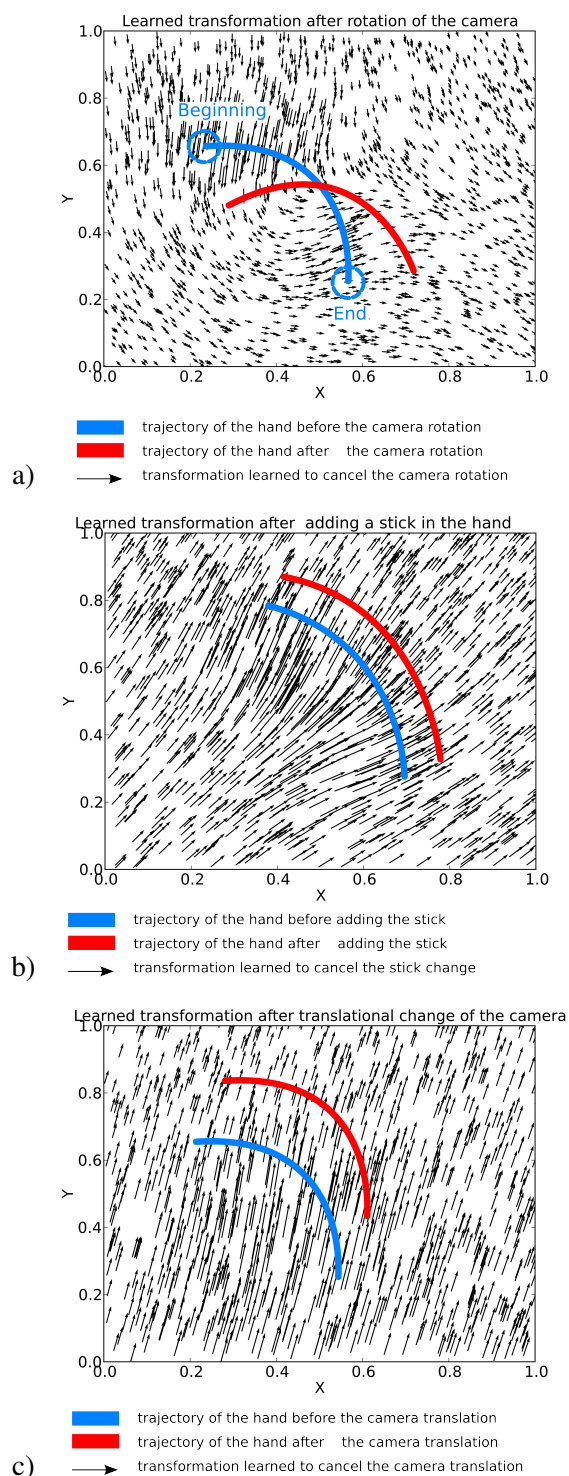 Learned transformation after rotation of the camera
1.0
0.8
Beginning
0.6
Y
0.4
0.2
End
0.0
0.0 0.2 0.4 0.6 0.8 1.0
X
trajectory of the hand before the camera rotation
trajectory of the hand after the camera rotation
a) transformation learned to cancel the camera rotation
Learned transformation after adding a stick in the hand
1.0
0.8
0.6
Y
0.4
0.2
0.0
0.0 0.2 0.4 0.6 0.8 1.0
X
trajectory of the hand before adding the stick
trajectory of the hand after adding the stick
b) transformation learned to cancel the stick change
Learned transformation after translational change of the camera
1.0
0.8
0.6
Y
0.4
0.2
0.0
0.0 0.2 0.4 0.6 0.8 1.0
X
trajectory of the hand before the camera translation
trajectory of the hand after the camera translation
c) transformation learned to cancel the camera translation